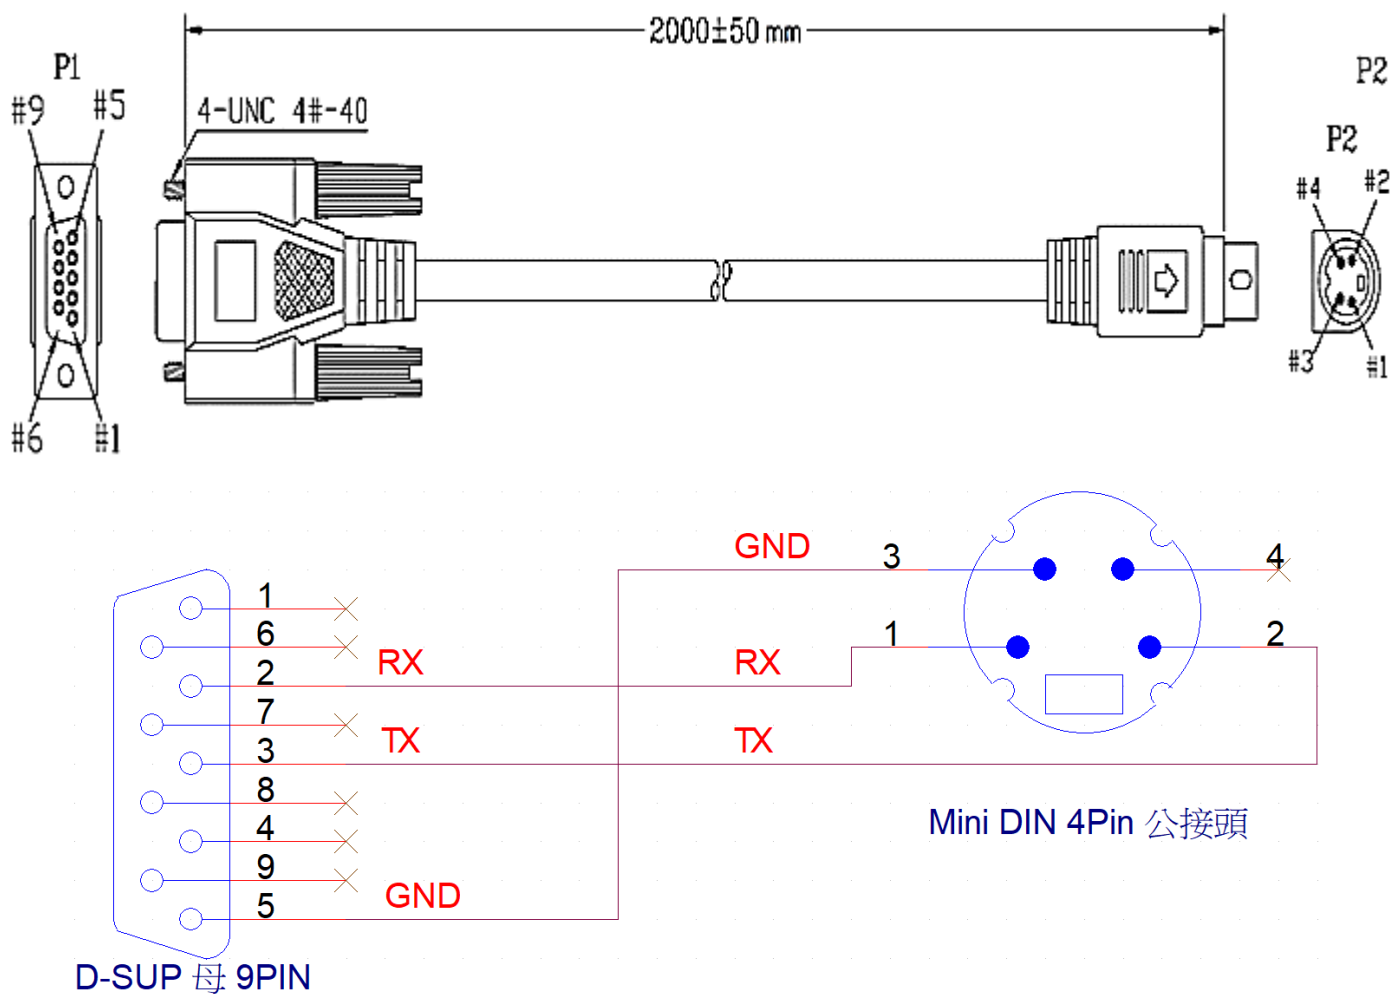 2000±50 mm
P1
P2
#9
#5
4-UNC 4#-40
P2
#4
#2
#6
#1
#3
#1
GND
3
4
1
RX
RX
1
2
6
2
7
TX
TX
3
8
4
Mini DIN 4Pin 公接頭
9
GND
5
D-SUP 母 9PIN